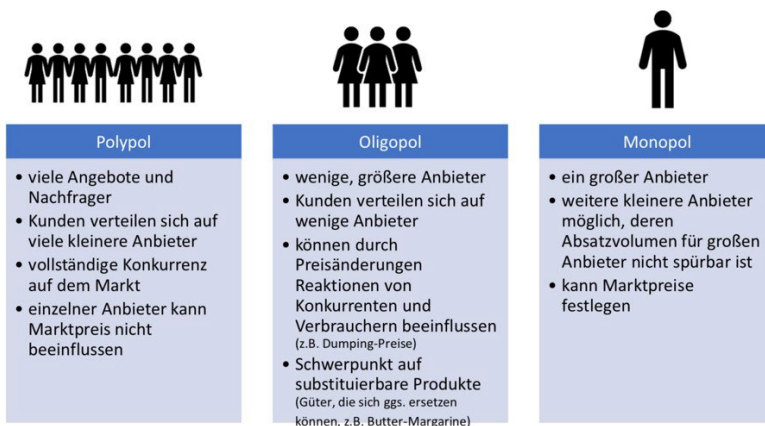 Polypol
• viele Angebote und
Nachfrager
• Kunden verteilen sich auf
viele kleinere Anbieter
• vollständige Konkurrenz
auf dem Markt
• einzelner Anbieter kann
Marktpreis nicht
beeinflussen
Oligopol
• wenige, größere Anbieter
• Kunden verteilen sich auf
wenige Anbieter
• können durch
Preisänderungen
Reaktionen von
Konkurrenten und
Verbrauchern beeinflussen
(z.B. Dumping-Preise)
• Schwerpunkt auf
substituierbare Produkte
(Güter, die sich ggs. ersetzen
können, z.B. Butter-Margarine)
Monopol
• ein großer Anbieter
• weitere kleinere Anbieter
möglich, deren
Absatzvolumen für großen
Anbieter nicht spürbar ist
• kann Marktpreise
festlegen